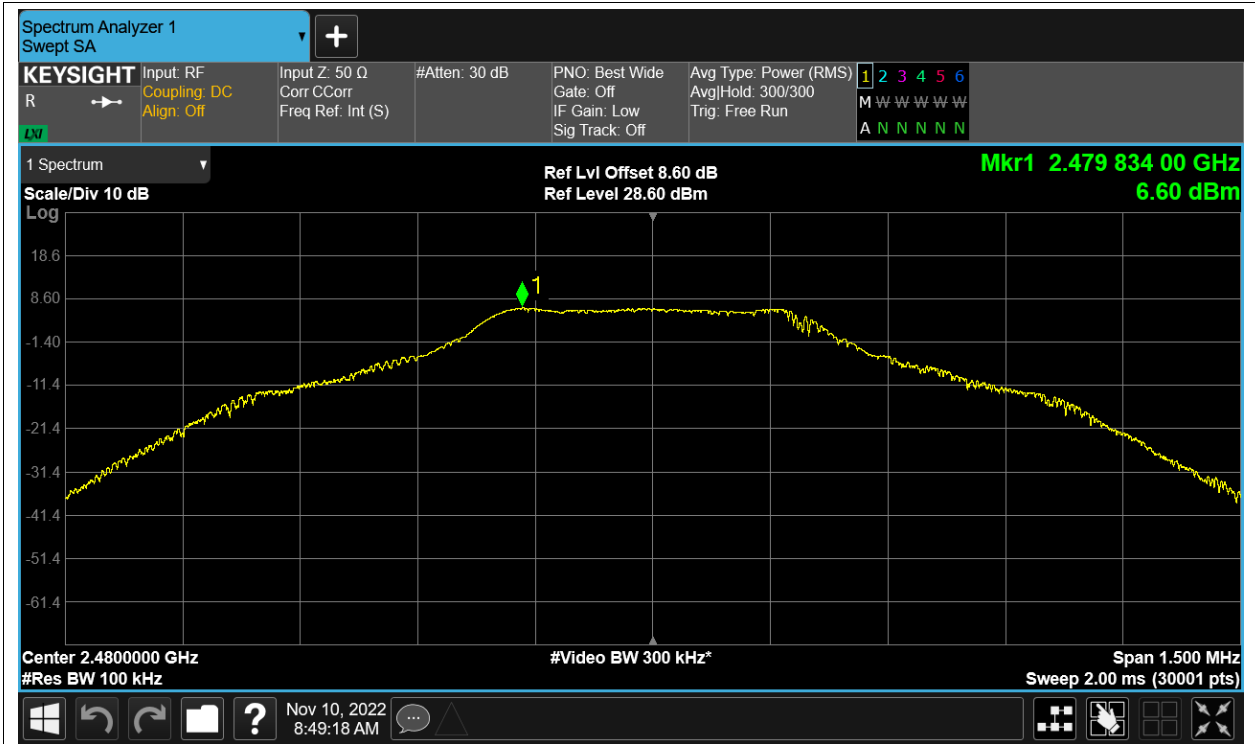 Spectrum Analyzer 1
Swept SA
+
KEYSIGHT
R
LXI
Input: RF
Coupling: DC
Align: Off
Input Z: 50 Ω
Corr CCorr
Freq Ref: Int (S)
#Atten: 30 dB
PNO: Best Wide
Gate: Off
IF Gain: Low
Sig Track: Off
Avg Type: Power (RMS)
Avg|Hold: 300/300
Trig: Free Run
1 2 3 4 5 6
M W W W W W
A N N N N N
1 Spectrum
Scale/Div 10 dB
Log
Ref Lvl Offset 8.60 dB
Ref Level 28.60 dBm
Mkr1 2.479 834 00 GHz
6.60 dBm
18.6
8.60
-1.40
-11.4
-21.4
-31.4
-41.4
-51.4
-61.4
1
Center 2.4800000 GHz
#Res BW 100 kHz
#Video BW 300 kHz*
Span 1.500 MHz
Sweep 2.00 ms (30001 pts)
?
Nov 10, 2022
8:49:18 AM